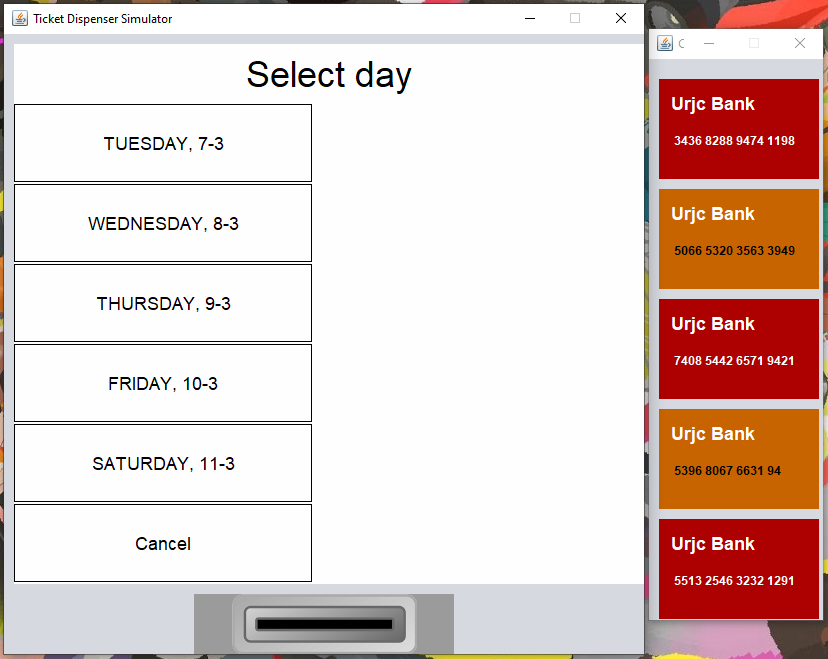 Ticket Dispenser Simulator
Select day
TUESDAY, 7-3
WEDNESDAY, 8-3
THURSDAY, 9-3
FRIDAY, 10-3
SATURDAY, 11-3
Cancel
C
Urjc Bank
3436 8288 9474 1198
Urjc Bank
5066 5320 3563 3949
Urjc Bank
7408 5442 6571 9421
Urjc Bank
5396 8067 6631 94
Urjc Bank
5513 2546 3232 1291